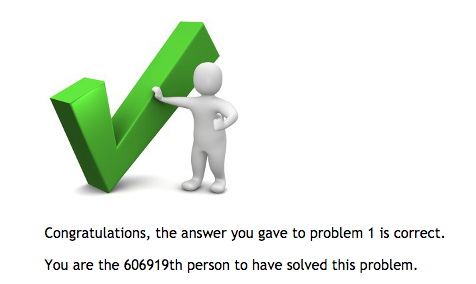 Congratulations, the answer you gave to problem 1 is correct.
You are the 606919th person to have solved this problem.